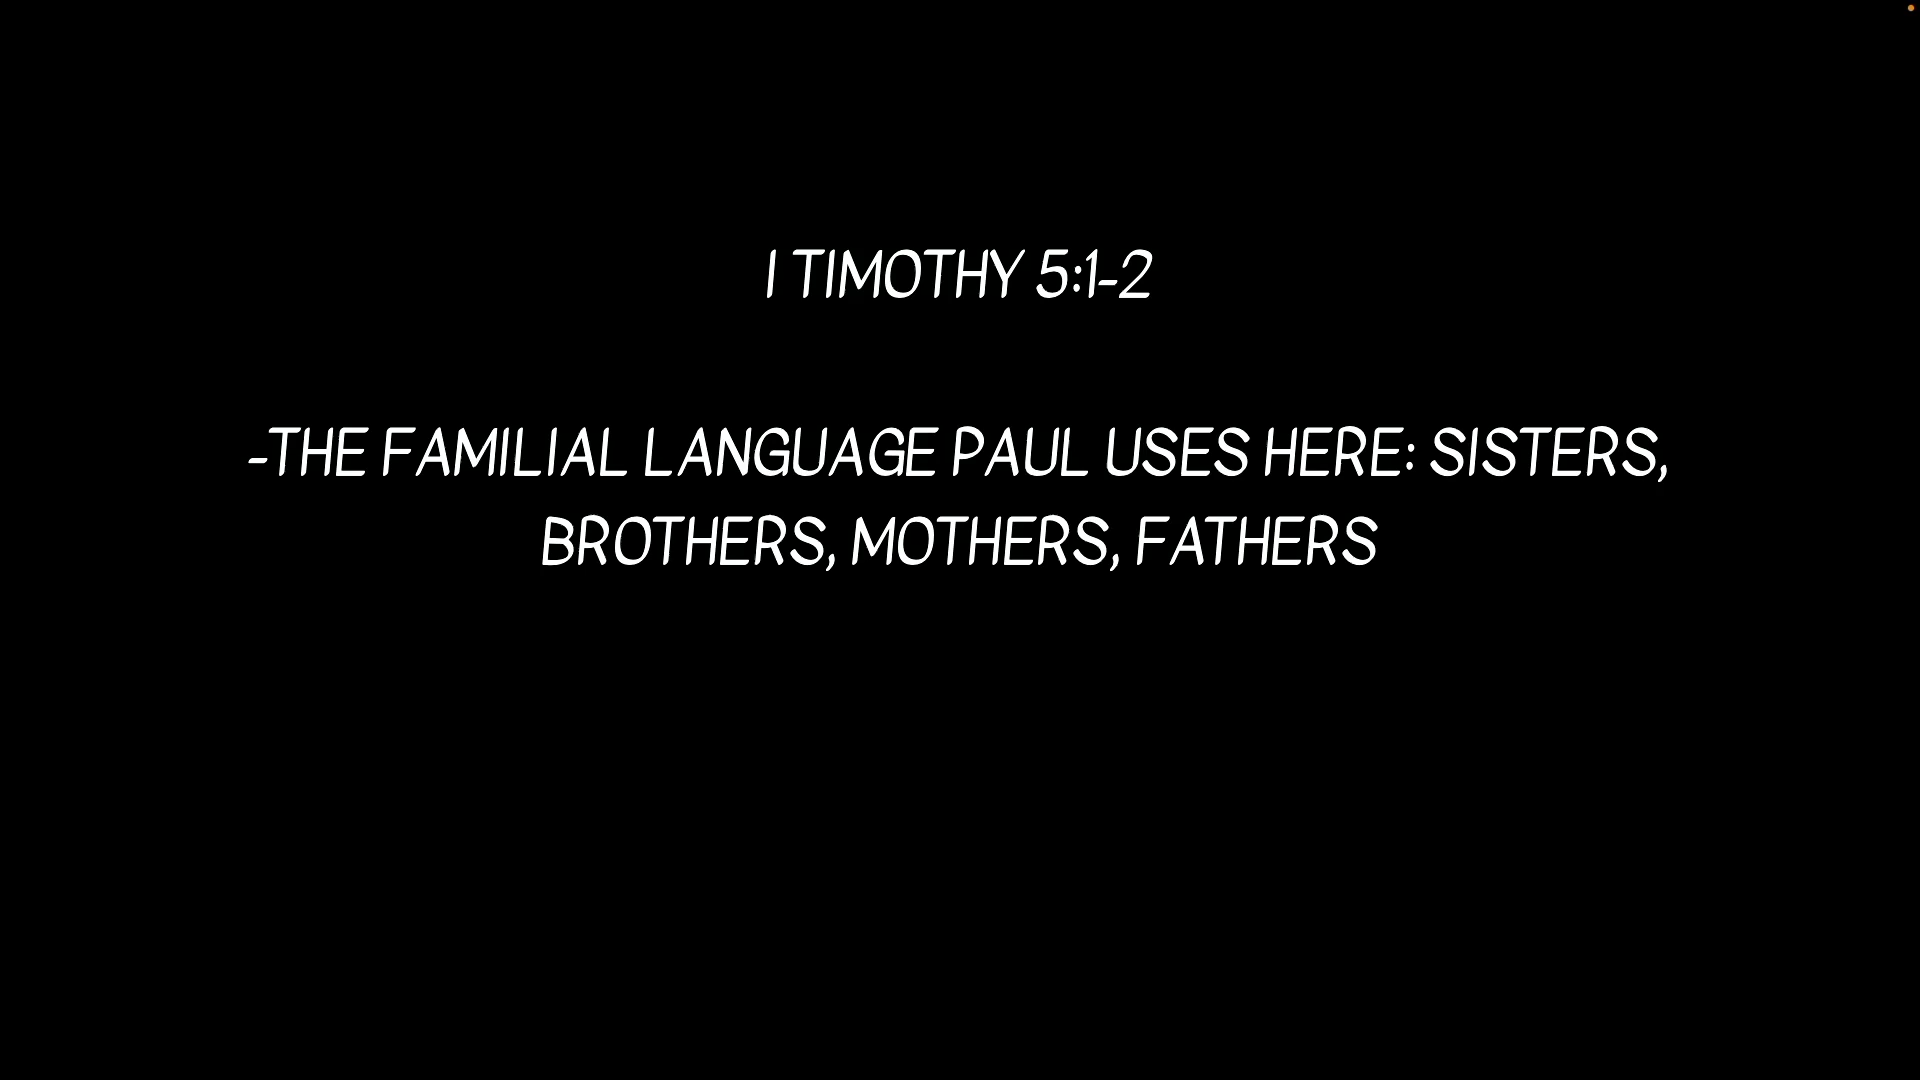 I TIMOTHY 5:1-2
-THE FAMILIAL LANGUAGE PAUL USES HERE: SISTERS,
BROTHERS, MOTHERS, FATHERS